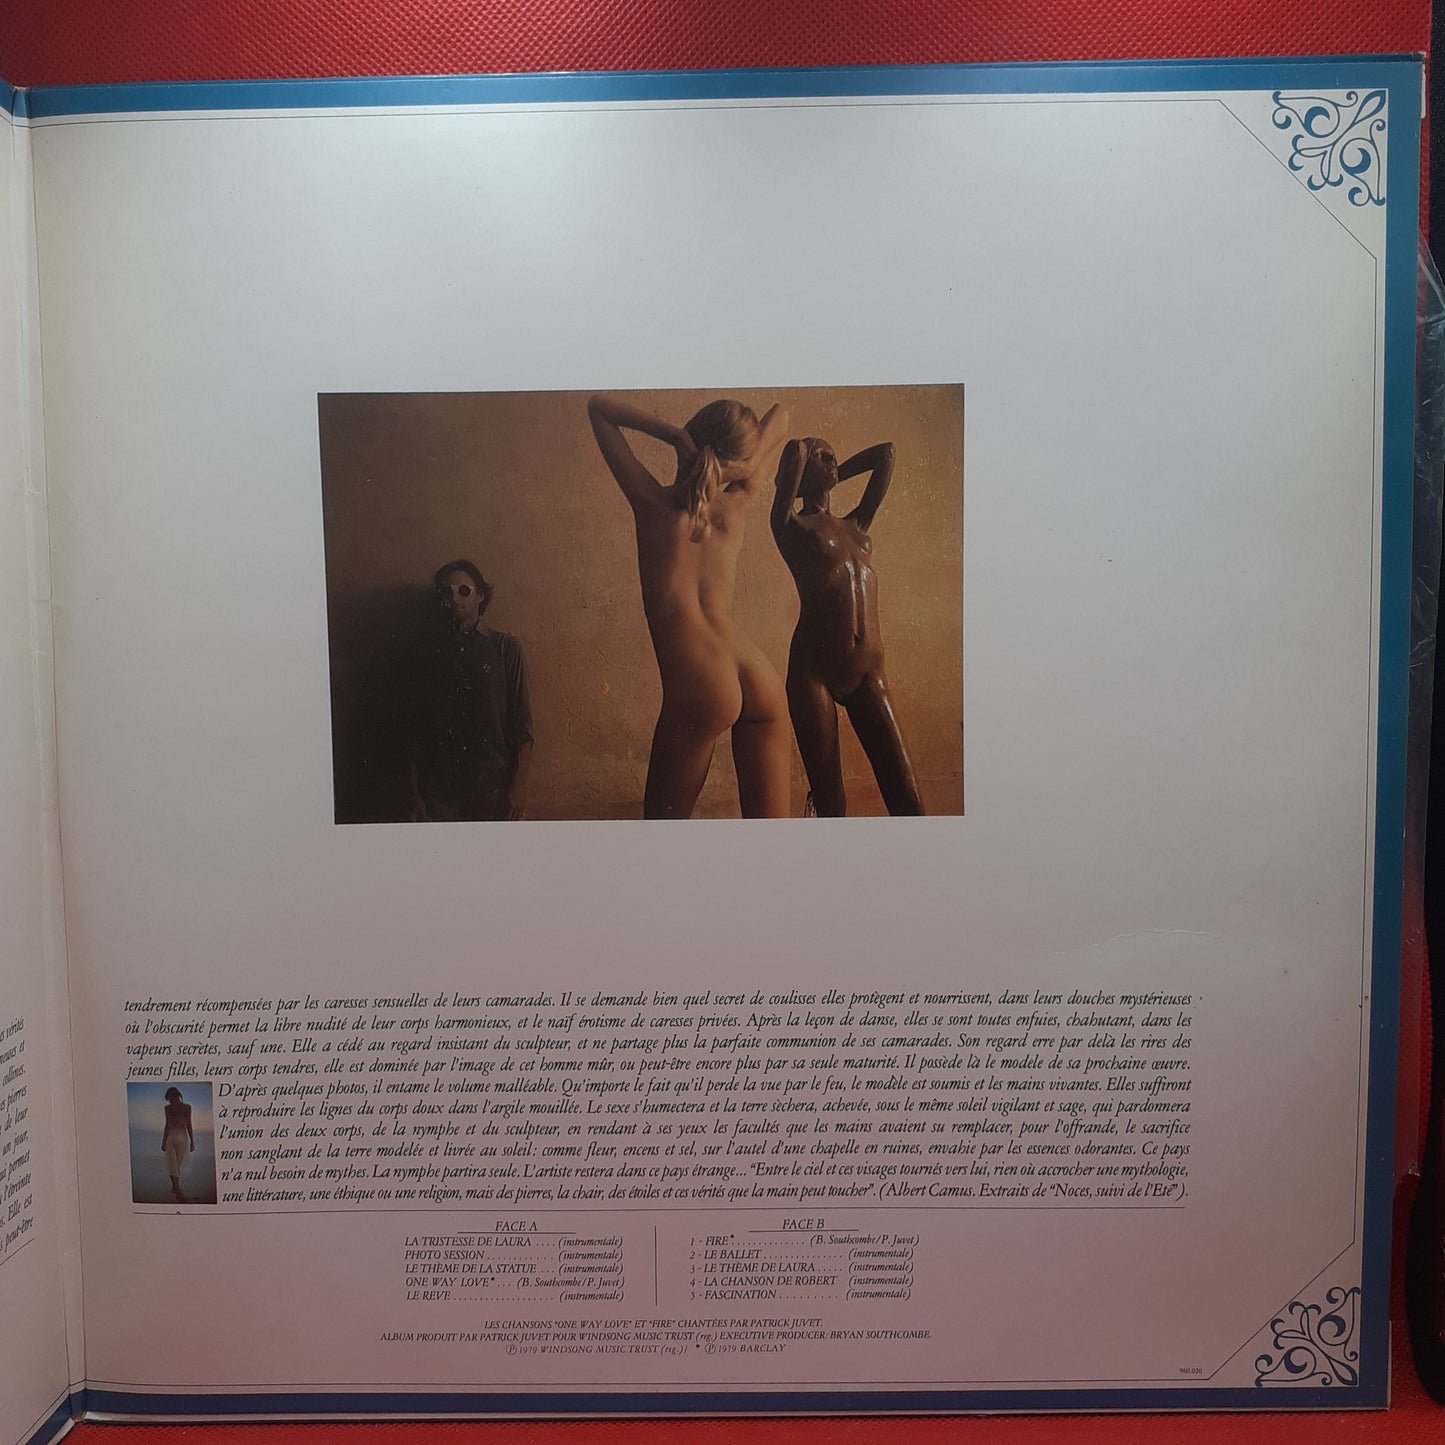 tendrement récompensées par les caresses sensuelles de leurs camarades. Il se demande bien quel secret de coulisses elles protègent et nourrissent, dans leurs douches mystérieuses
où l'obscurité permet la libre nudité de leur corps harmonieux, et le naïf érotisme de caresses privées. Après la leçon de danse, elles se sont toutes enfuies, chahutant, dans les
vapeurs secrètes, sauf une. Elle a cédé au regard insistant du sculpteur, et ne partage plus la parfaite communion de ses camarades. Son regard erre par delà les rires des
jeunes filles, leurs corps tendres, elle est dominée par l'image de cet homme mûr, ou peut-être encore plus par sa seule maturité. Il possède là le modèle de sa prochaine œuvre.
D'après quelques photos, il entame le volume malléable. Qu'importe le fait qu'il perde la vue par le feu, le modèle est soumis et les mains vivantes. Elles suffiront
à reproduire les lignes du corps doux dans l'argile mouillée. Le sexe s'humectera et la terre sèchera, achevée, sous le même soleil vigilant et sage, qui pardonnera
l'union des deux corps, de la nymphe et du sculpteur, en rendant à ses yeux les facultés que les mains avaient su remplacer, pour l'offrande, le sacrifice
non sanglant de la terre modelée et livrée au soleil: comme fleur, encens et sel, sur l'autel d'une chapelle en ruines, envahie par les essences odorantes. Ce pays
n'a nul besoin de mythes. La nymphe partira seule. L'artiste restera dans ce pays étrange... "Entre le ciel et ces visages tournés vers lui, rien où accrocher une mythologie,
une littérature, une éthique ou une religion, mais des pierres, la chair, des étoiles et ces vérités que la main peut toucher". (Albert Camus. Extraits de "Noces, suivi de l'Eté").
FACE A
LA TRISTESSE DE LAURA .... (instrumentale)
PHOTO SESSION ........... (instrumentale)
LE THÈME DE LA STATUE ... (instrumentale)
ONE WAY LOVE* ... (B. Southcombe/P. Juvet)
LE REVE .................. (instrumentale)
FACE B
1 - FIRE* ............. (B. Southcombe/P. Juvet)
2 - LE BALLET .............. (instrumentale)
3 - LE THÈME DE LAURA ..... (instrumentale)
4 - LA CHANSON DE ROBERT (instrumentale)
5 - FASCINATION ......... (instrumentale)
LES CHANSONS "ONE WAY LOVE" ET "FIRE" CHANTÉES PAR PATRICK JUVET.
ALBUM PRODUIT PAR PATRICK JUVET POUR WINDSONG MUSIC TRUST (reg.) EXECUTIVE PRODUCER: BRYAN SOUTHCOMBE.
Ⓟ 1979 WINDSONG MUSIC TRUST (reg.) / * Ⓟ 1979 BARCLAY
960.020